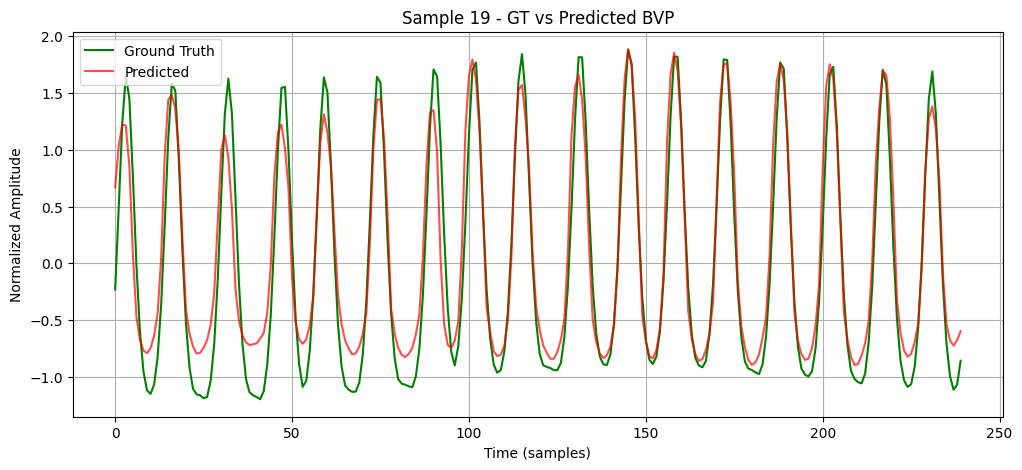 Sample 19 - GT vs Predicted BVP
Ground Truth
Predicted
Normalized Amplitude
2.0
1.5
1.0
0.5
0.0
−0.5
−1.0
0
50
100
150
200
250
Time (samples)